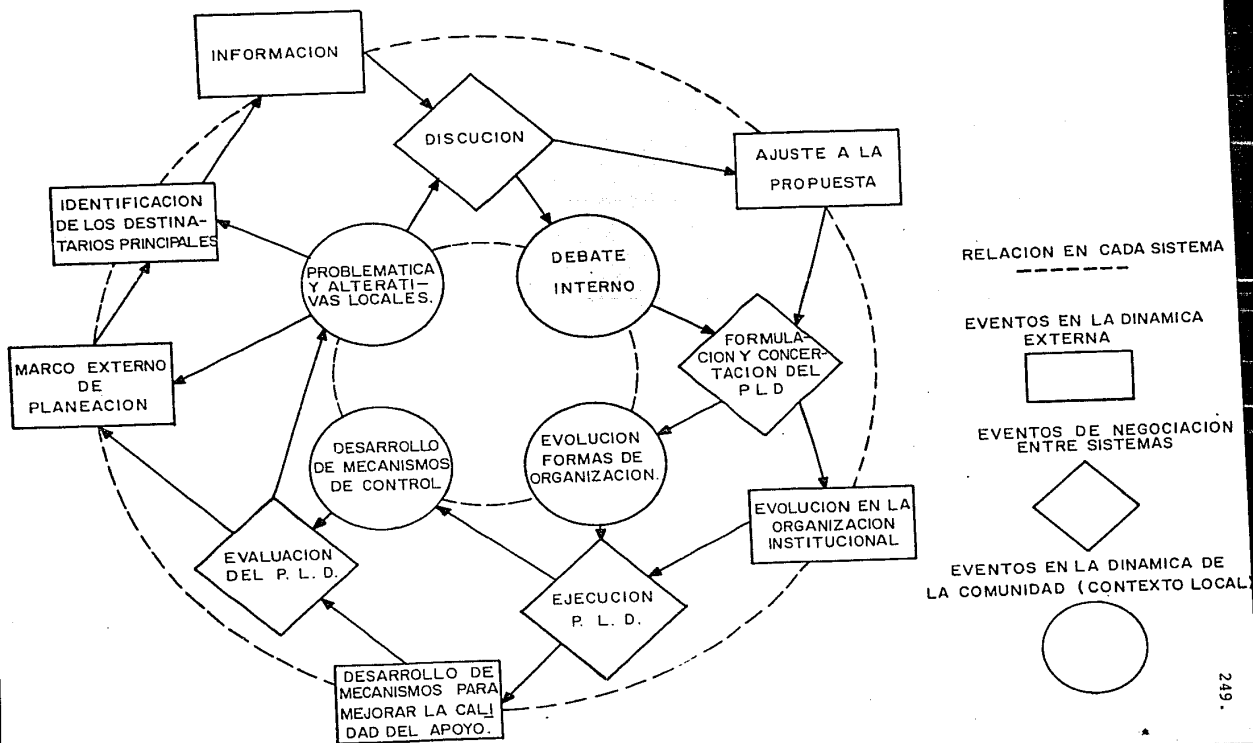 INFORMACION
DISCUCION
AJUSTE A LA
PROPUESTA
IDENTIFICACION
DE LOS DESTINA-
TARIOS PRINCIPALES
PROBLEMATICA
Y ALTERATI-
VAS LOCALES.
DEBATE
INTERNO
MARCO EXTERNO
DE
PLANEACION
FORMULA-
CION Y CONCER-
TACION DEL
P L D
DESARROLLO
DE MECANISMOS
DE CONTROL
EVOLUCION
FORMAS DE
ORGANIZACION.
EVOLUCION EN LA
ORGANIZACION
INSTITUCIONAL
EVALUACION
DEL P. L. D.
EJECUCION
P. L. D.
DESARROLLO DE
MECANISMOS PARA
MEJORAR LA CALI
DAD DEL APOYO.
RELACION EN CADA SISTEMA
EVENTOS EN LA DINAMICA
EXTERNA
EVENTOS DE NEGOCIACIÓN
ENTRE SISTEMAS
EVENTOS EN LA DINAMICA DE
LA COMUNIDAD (CONTEXTO LOCAL)
249.